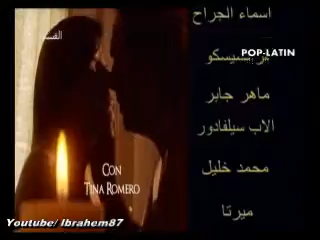 اسماء الجراح
POP-LATIN
ماهر جابر
الاب سيلفادور
محمد خليل
ميرتا
CON
TINA ROMERO
Youtube/ Ibrahem87